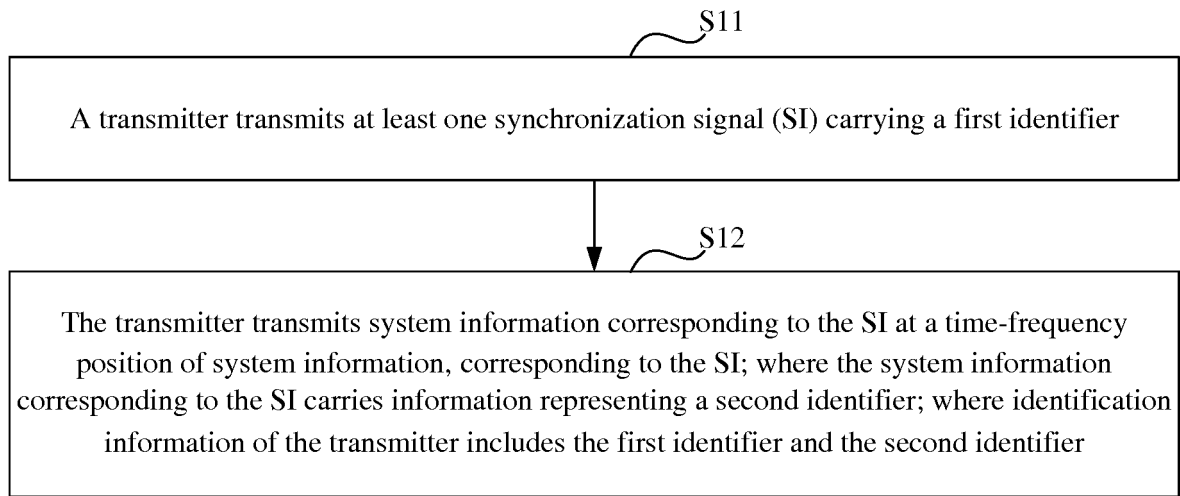 S11
A transmitter transmits at least one synchronization signal (SI) carrying a first identifier
S12
The transmitter transmits system information corresponding to the SI at a time-frequency
position of system information, corresponding to the SI; where the system information
corresponding to the SI carries information representing a second identifier; where identification
information of the transmitter includes the first identifier and the second identifier